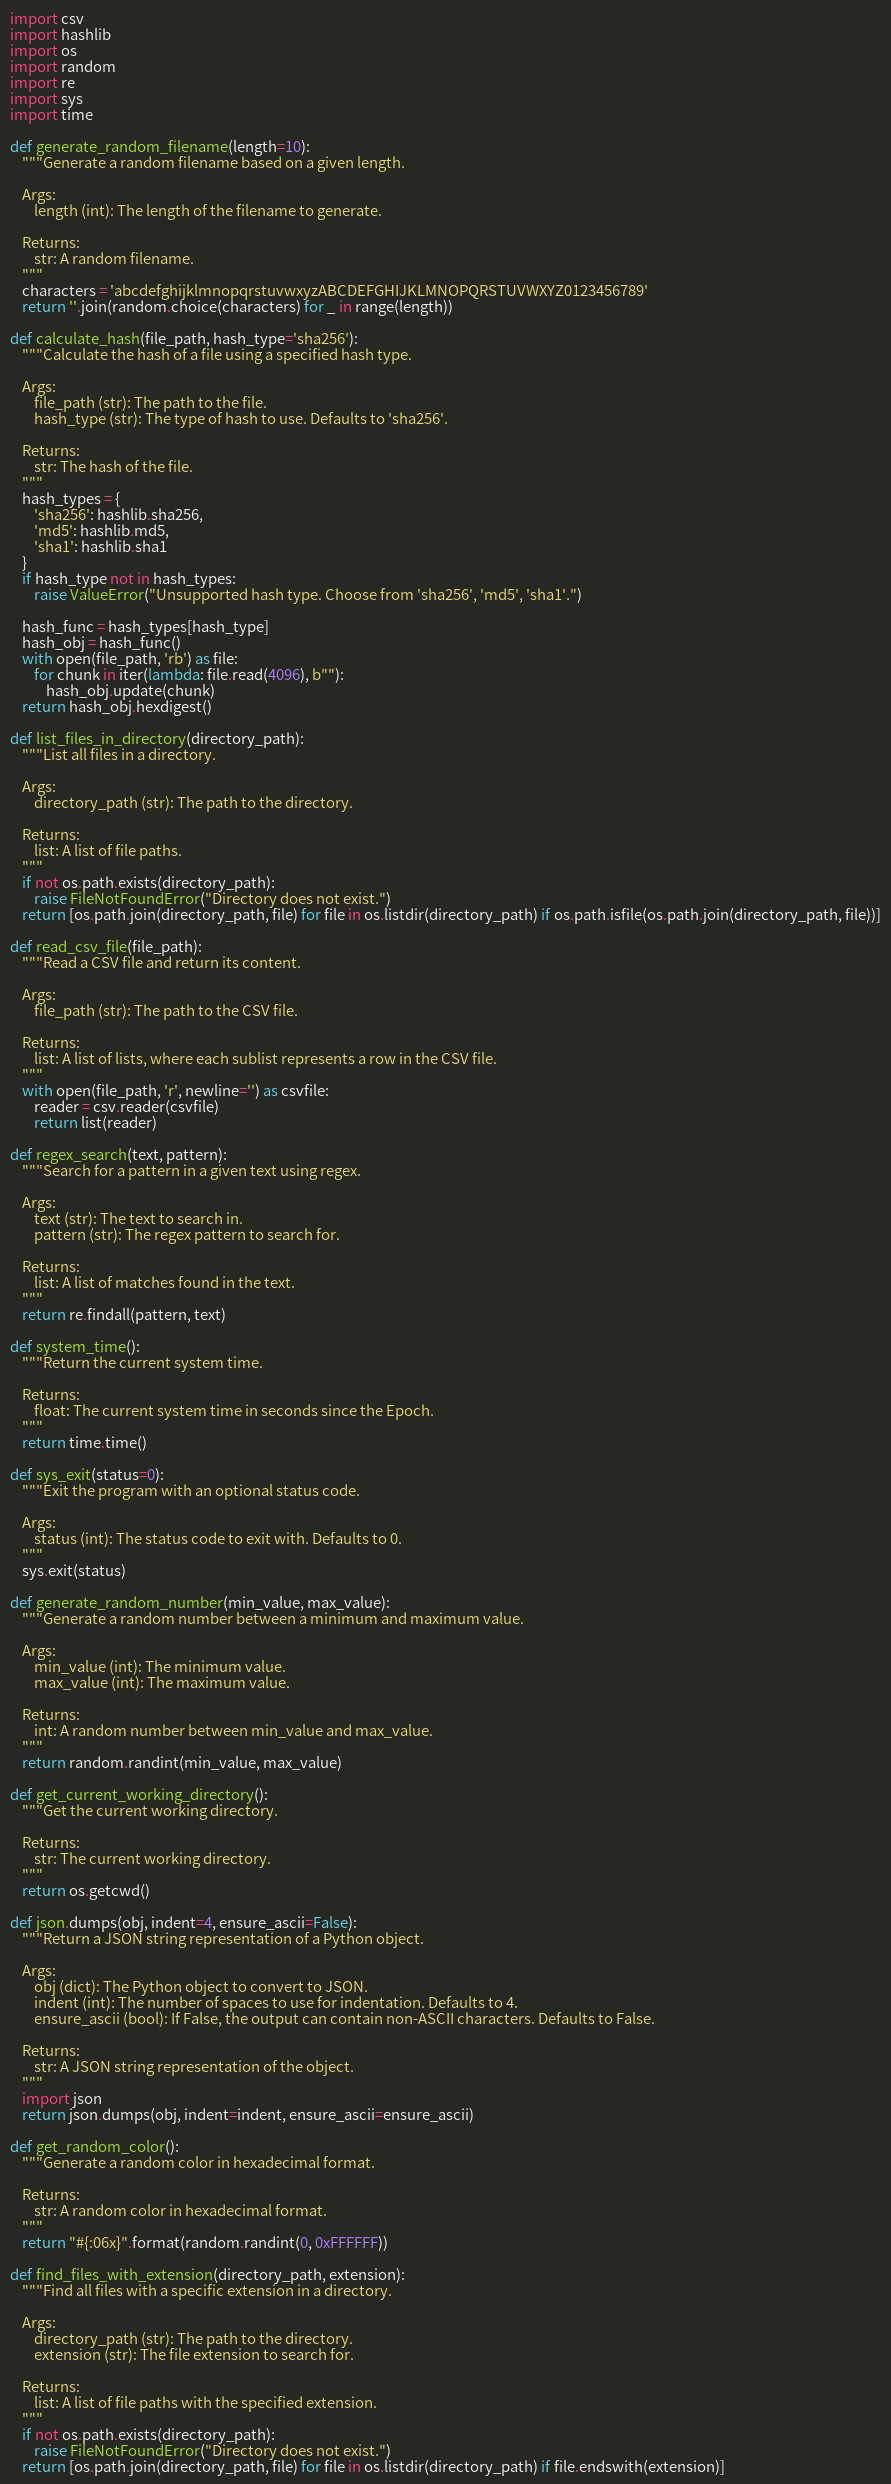 import csv
import hashlib
import os
import random
import re
import sys
import time

def generate_random_filename(length=10):
    """Generate a random filename based on a given length.

    Args:
        length (int): The length of the filename to generate.

    Returns:
        str: A random filename.
    """
    characters = 'abcdefghijklmnopqrstuvwxyzABCDEFGHIJKLMNOPQRSTUVWXYZ0123456789'
    return ''.join(random.choice(characters) for _ in range(length))

def calculate_hash(file_path, hash_type='sha256'):
    """Calculate the hash of a file using a specified hash type.

    Args:
        file_path (str): The path to the file.
        hash_type (str): The type of hash to use. Defaults to 'sha256'.

    Returns:
        str: The hash of the file.
    """
    hash_types = {
        'sha256': hashlib.sha256,
        'md5': hashlib.md5,
        'sha1': hashlib.sha1
    }
    if hash_type not in hash_types:
        raise ValueError("Unsupported hash type. Choose from 'sha256', 'md5', 'sha1'.")

    hash_func = hash_types[hash_type]
    hash_obj = hash_func()
    with open(file_path, 'rb') as file:
        for chunk in iter(lambda: file.read(4096), b""):
            hash_obj.update(chunk)
    return hash_obj.hexdigest()

def list_files_in_directory(directory_path):
    """List all files in a directory.

    Args:
        directory_path (str): The path to the directory.

    Returns:
        list: A list of file paths.
    """
    if not os.path.exists(directory_path):
        raise FileNotFoundError("Directory does not exist.")
    return [os.path.join(directory_path, file) for file in os.listdir(directory_path) if os.path.isfile(os.path.join(directory_path, file))]

def read_csv_file(file_path):
    """Read a CSV file and return its content.

    Args:
        file_path (str): The path to the CSV file.

    Returns:
        list: A list of lists, where each sublist represents a row in the CSV file.
    """
    with open(file_path, 'r', newline='') as csvfile:
        reader = csv.reader(csvfile)
        return list(reader)

def regex_search(text, pattern):
    """Search for a pattern in a given text using regex.

    Args:
        text (str): The text to search in.
        pattern (str): The regex pattern to search for.

    Returns:
        list: A list of matches found in the text.
    """
    return re.findall(pattern, text)

def system_time():
    """Return the current system time.

    Returns:
        float: The current system time in seconds since the Epoch.
    """
    return time.time()

def sys_exit(status=0):
    """Exit the program with an optional status code.

    Args:
        status (int): The status code to exit with. Defaults to 0.
    """
    sys.exit(status)

def generate_random_number(min_value, max_value):
    """Generate a random number between a minimum and maximum value.

    Args:
        min_value (int): The minimum value.
        max_value (int): The maximum value.

    Returns:
        int: A random number between min_value and max_value.
    """
    return random.randint(min_value, max_value)

def get_current_working_directory():
    """Get the current working directory.

    Returns:
        str: The current working directory.
    """
    return os.getcwd()

def json.dumps(obj, indent=4, ensure_ascii=False):
    """Return a JSON string representation of a Python object.

    Args:
        obj (dict): The Python object to convert to JSON.
        indent (int): The number of spaces to use for indentation. Defaults to 4.
        ensure_ascii (bool): If False, the output can contain non-ASCII characters. Defaults to False.

    Returns:
        str: A JSON string representation of the object.
    """
    import json
    return json.dumps(obj, indent=indent, ensure_ascii=ensure_ascii)

def get_random_color():
    """Generate a random color in hexadecimal format.

    Returns:
        str: A random color in hexadecimal format.
    """
    return "#{:06x}".format(random.randint(0, 0xFFFFFF))

def find_files_with_extension(directory_path, extension):
    """Find all files with a specific extension in a directory.

    Args:
        directory_path (str): The path to the directory.
        extension (str): The file extension to search for.

    Returns:
        list: A list of file paths with the specified extension.
    """
    if not os.path.exists(directory_path):
        raise FileNotFoundError("Directory does not exist.")
    return [os.path.join(directory_path, file) for file in os.listdir(directory_path) if file.endswith(extension)]